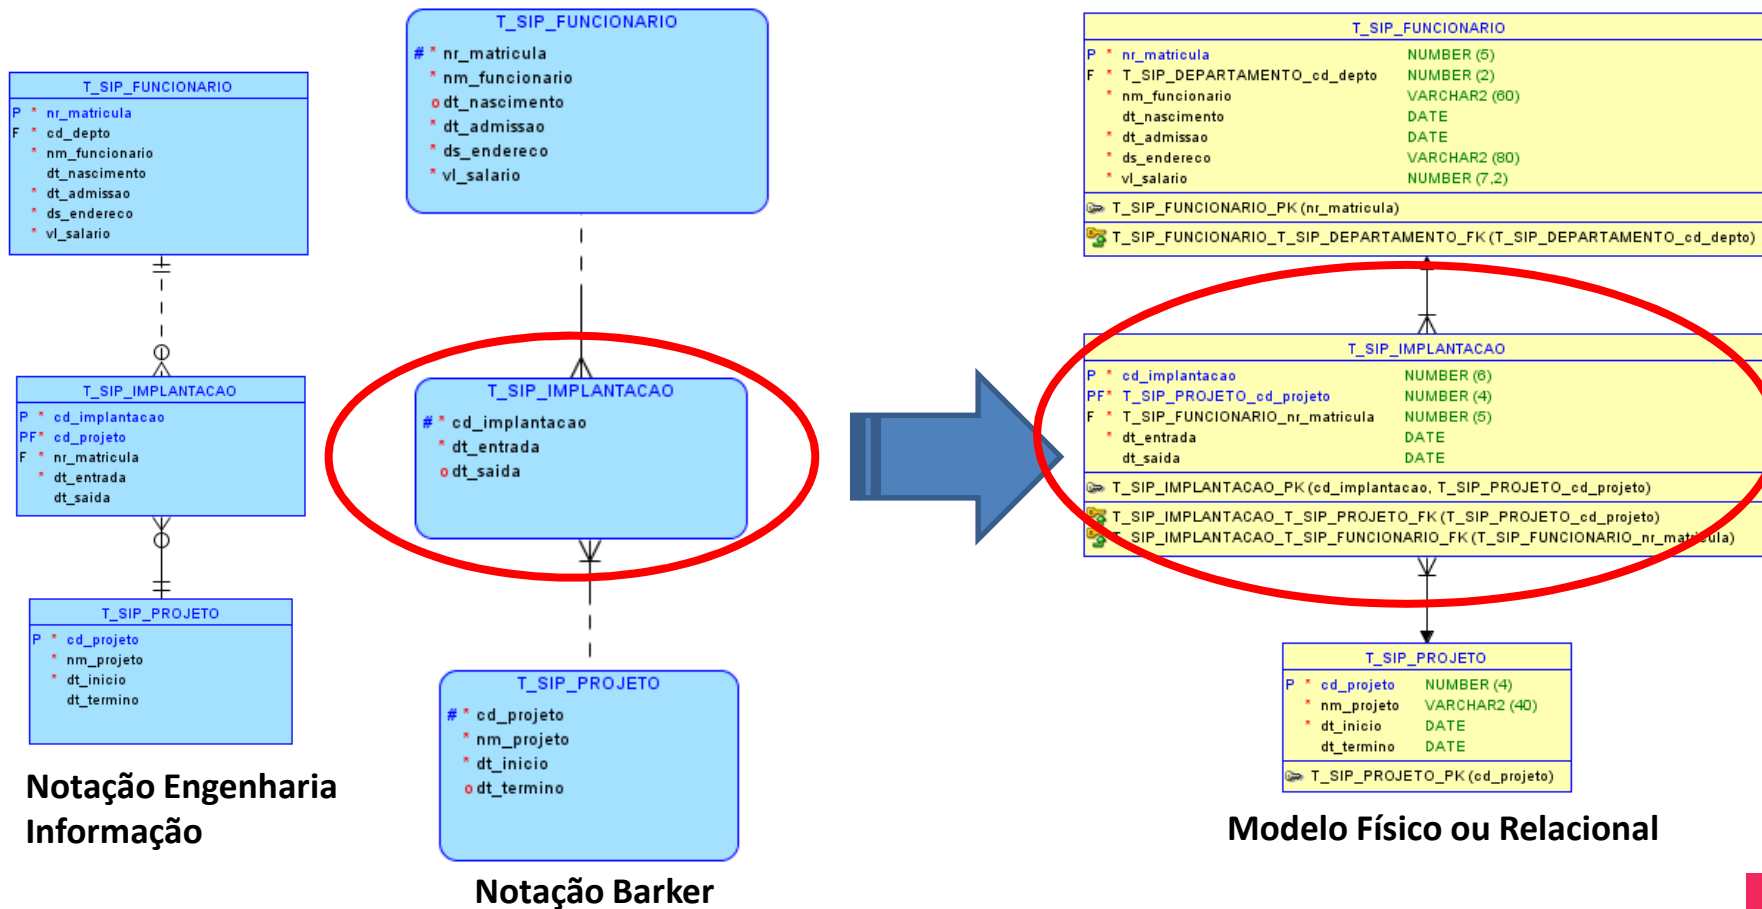 T_SIP_FUNCIONARIO
P * nr_matricula
F * cd_depto
* nm_funcionario
dt_nascimento
* dt_admissao
* ds_endereco
* vl_salario
T_SIP_IMPLANTACAO
P * cd_implantacao
PF* cd_projeto
F * nr_matricula
* dt_entrada
dt_saida
T_SIP_PROJETO
P * cd_projeto
* nm_projeto
* dt_inicio
dt_termino
Notação Engenharia
Informação
T_SIP_FUNCIONARIO
# * nr_matricula
* nm_funcionario
o dt_nascimento
* dt_admissao
* ds_endereco
* vl_salario
T_SIP_IMPLANTACAO
# * cd_implantacao
* dt_entrada
o dt_saida
T_SIP_PROJETO
# * cd_projeto
* nm_projeto
* dt_inicio
o dt_termino
Notação Barker
T_SIP_FUNCIONARIO
P * nr_matricula NUMBER (5)
F * T_SIP_DEPARTAMENTO_cd_depto NUMBER (2)
* nm_funcionario VARCHAR2 (60)
dt_nascimento DATE
* dt_admissao DATE
* ds_endereco VARCHAR2 (80)
* vl_salario NUMBER (7,2)
T_SIP_FUNCIONARIO_PK (nr_matricula)
T_SIP_FUNCIONARIO_T_SIP_DEPARTAMENTO_FK (T_SIP_DEPARTAMENTO_cd_depto)
T_SIP_IMPLANTACAO
P * cd_implantacao NUMBER (6)
PF* T_SIP_PROJETO_cd_projeto NUMBER (4)
F * T_SIP_FUNCIONARIO_nr_matricula NUMBER (5)
* dt_entrada DATE
dt_saida DATE
T_SIP_IMPLANTACAO_PK (cd_implantacao, T_SIP_PROJETO_cd_projeto)
T_SIP_IMPLANTACAO_T_SIP_PROJETO_FK (T_SIP_PROJETO_cd_projeto)
T_SIP_IMPLANTACAO_T_SIP_FUNCIONARIO_FK (T_SIP_FUNCIONARIO_nr_matricula)
T_SIP_PROJETO
P * cd_projeto NUMBER (4)
* nm_projeto VARCHAR2 (40)
* dt_inicio DATE
dt_termino DATE
T_SIP_PROJETO_PK (cd_projeto)
Modelo Físico ou Relacional